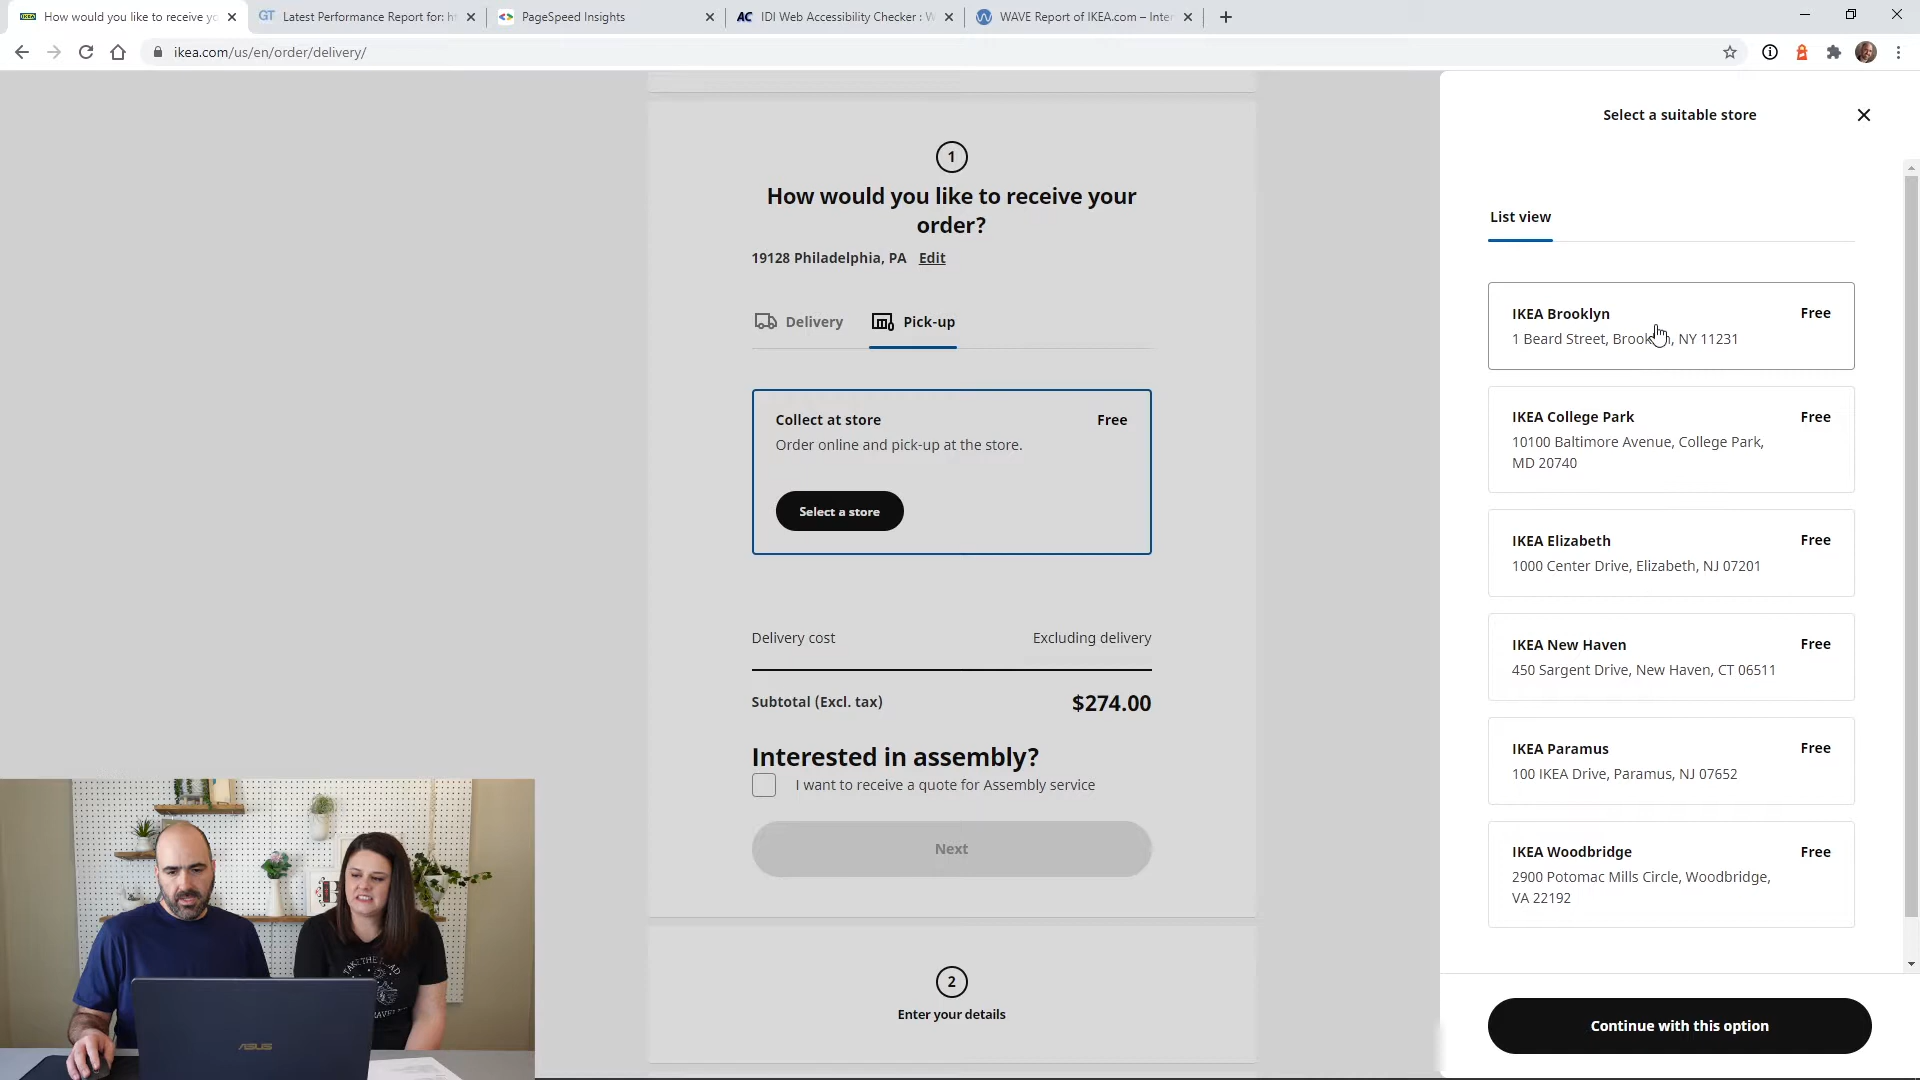 How would you like to receive yo
Latest Performance Report for: ht
PageSpeed Insights
AC
IDI Web Accessibility Checker : W
WAVE Report of IKEA.com – Inter
ikea.com/us/en/order/delivery/
1
How would you like to receive your
order?
19128 Philadelphia, PA Edit
Delivery
Pick-up
Collect at store
Free
Order online and pick-up at the store.
Select a store
Delivery cost
Excluding delivery
Subtotal (Excl. tax)
$274.00
Interested in assembly?
I want to receive a quote for Assembly service
Next
2
Enter your details
Select a suitable store
List view
IKEA Brooklyn
Free
1 Beard Street, Brooklyn, NY 11231
IKEA College Park
Free
10100 Baltimore Avenue, College Park,
MD 20740
IKEA Elizabeth
Free
1000 Center Drive, Elizabeth, NJ 07201
IKEA New Haven
Free
450 Sargent Drive, New Haven, CT 06511
IKEA Paramus
Free
100 IKEA Drive, Paramus, NJ 07652
IKEA Woodbridge
Free
2900 Potomac Mills Circle, Woodbridge,
VA 22192
Continue with this option
ASUS